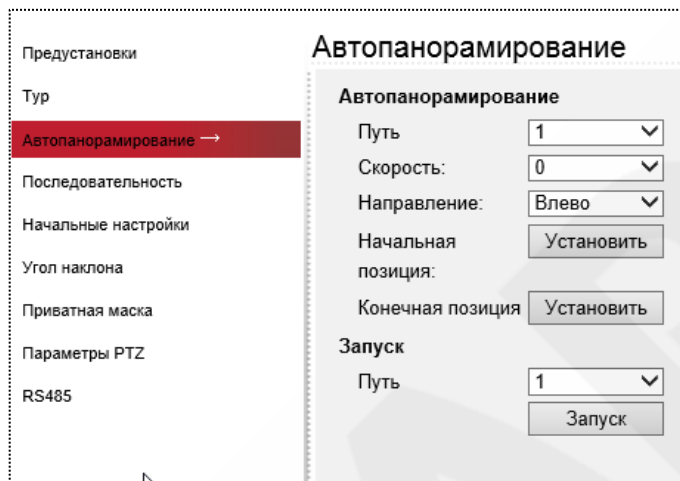 Предустановки
Тур
Автопанорамирование →
Последовательность
Начальные настройки
Угол наклона
Приватная маска
Параметры PTZ
RS485
Автопанорамирование
Автопанорамирование
Путь 1
Скорость: 0
Направление: Влево
Начальная позиция: Установить
Конечная позиция Установить
Запуск
Путь 1
Запуск